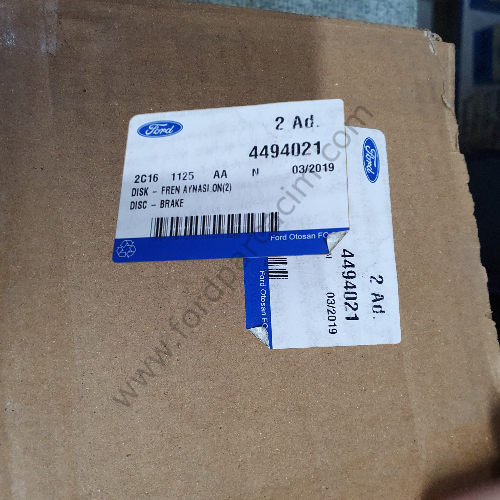 Ford
2 Ad.
4494021
2C16 1125 AA N 03/2019
DISK - FREN AYNASI ON(2)
DISC - BRAKE
Ford Otosan
Ford
2 Ad.
4494021
03/2019
Ford Otosan
www.fordparcacim.com